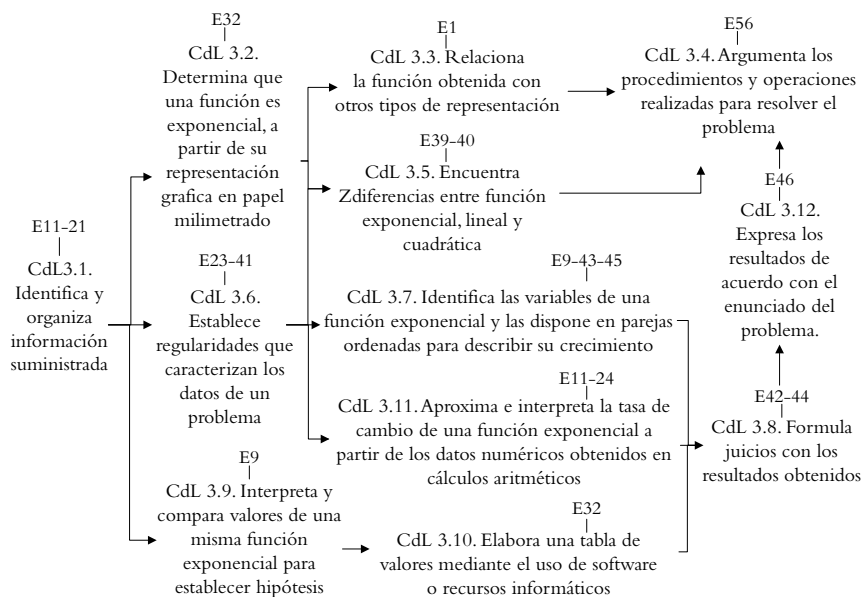 E32
CdL 3.2.
Determina que
una función es
exponencial, a
partir de su
representación
grafica en papel
milimetrado
E1
CdL 3.3. Relaciona
la función obtenida con
otros tipos de representación
E56
CdL 3.4. Argumenta los
procedimientos y operaciones
realizadas para resolver el
problema
E39-40
CdL 3.5. Encuentra
Zdiferencias entre función
exponencial, lineal y
cuadrática
E46
CdL 3.12.
Expresa los
resultados de
acuerdo con el
enunciado del
problema.
E11-21
CdL3.1.
Identifica y
organiza
información
suministrada
E23-41
CdL 3.6.
Establece
regularidades que
caracterizan los
datos de un
problema
E9-43-45
CdL 3.7. Identifica las variables de una
función exponencial y las dispone en parejas
ordenadas para describir su crecimiento
E11-24
CdL 3.11. Aproxima e interpreta la tasa de
cambio de una función exponencial a
partir de los datos numéricos obtenidos en
cálculos aritméticos
E42-44
CdL 3.8. Formula
juicios con los
resultados obtenidos
E9
CdL 3.9. Interpreta y
compara valores de una
misma función
exponencial para
establecer hipótesis
E32
CdL 3.10. Elabora una tabla de
valores mediante el uso de software
o recursos informáticos